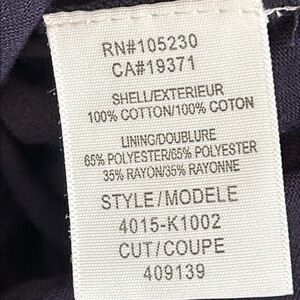 RN#105230
CA#19371
SHELL/EXTERIEUR
100% COTTON/100% COTON
LINING/DOUBLURE
65% POLYESTER/65% POLYESTER
35% RAYON/35% RAYONNE
STYLE/MODELE
4015-K1002
CUT/COUPE
409139